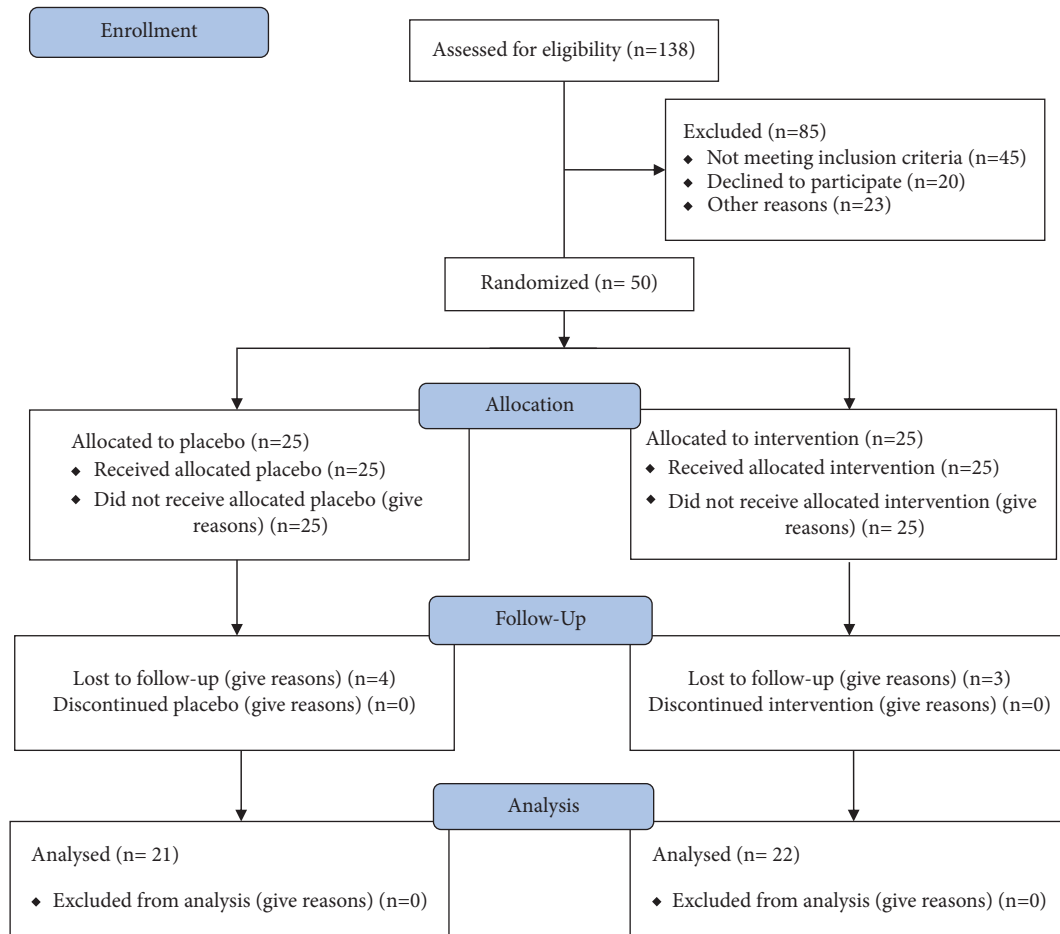 Enrollment
Assessed for eligibility (n=138)
Excluded (n=85)
◆ Not meeting inclusion criteria (n=45)
◆ Declined to participate (n=20)
◆ Other reasons (n=23)
Randomized (n= 50)
Allocation
Allocated to placebo (n=25)
◆ Received allocated placebo (n=25)
◆ Did not receive allocated placebo (give
reasons) (n=25)
Allocated to intervention (n=25)
◆ Received allocated intervention (n=25)
◆ Did not receive allocated intervention (give
reasons) (n= 25)
Follow-Up
Lost to follow-up (give reasons) (n=4)
Discontinued placebo (give reasons) (n=0)
Lost to follow-up (give reasons) (n=3)
Discontinued intervention (give reasons) (n=0)
Analysis
Analysed (n= 21)
◆ Excluded from analysis (give reasons) (n=0)
Analysed (n= 22)
◆ Excluded from analysis (give reasons) (n=0)